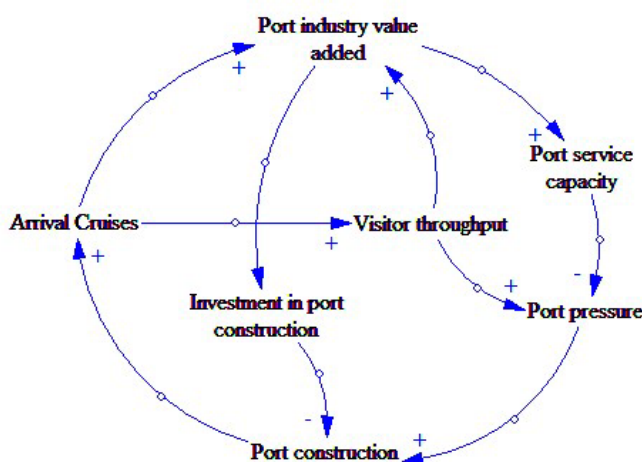 Port industry value
added
+
+
+
Port service
capacity
Arrival Cruises
+
Visitor throughput
+
-
+
Investment in port
construction
Port pressure
-
+
Port construction